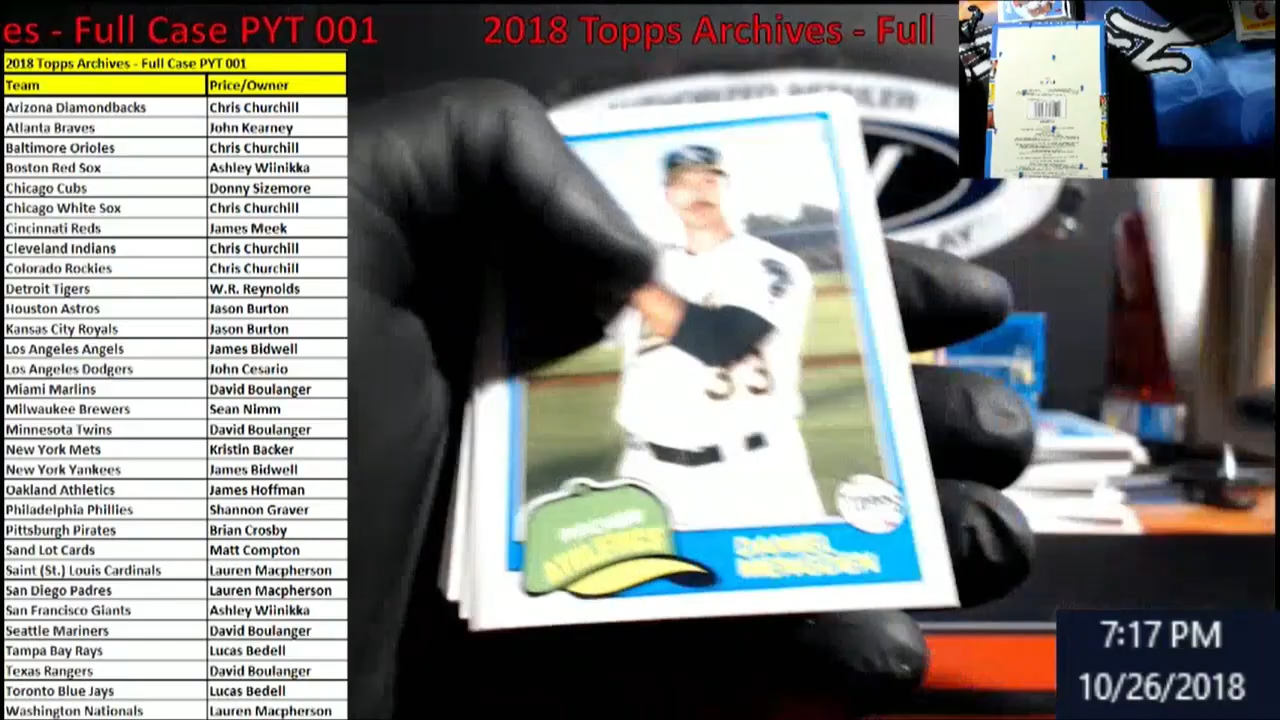 es - Full Case PYT 001 2018 Topps Archives - Full
2018 Topps Archives - Full Case PYT 001
Team Price/Owner
Arizona Diamondbacks Chris Churchill
Atlanta Braves John Kearney
Baltimore Orioles Chris Churchill
Boston Red Sox Ashley Wiinikka
Chicago Cubs Donny Sizemore
Chicago White Sox Chris Churchill
Cincinnati Reds James Meek
Cleveland Indians Chris Churchill
Colorado Rockies Chris Churchill
Detroit Tigers W.R. Reynolds
Houston Astros Jason Burton
Kansas City Royals Jason Burton
Los Angeles Angels James Bidwell
Los Angeles Dodgers John Cesario
Miami Marlins David Boulanger
Milwaukee Brewers Sean Nimm
Minnesota Twins David Boulanger
New York Mets Kristin Backer
New York Yankees James Bidwell
Oakland Athletics James Hoffman
Philadelphia Phillies Shannon Graver
Pittsburgh Pirates Brian Crosby
Sand Lot Cards Matt Compton
Saint (St.) Louis Cardinals Lauren Macpherson
San Diego Padres Lauren Macpherson
San Francisco Giants Ashley Wiinikka
Seattle Mariners David Boulanger
Tampa Bay Rays Lucas Bedell
Texas Rangers David Boulanger
Toronto Blue Jays Lucas Bedell
Washington Nationals Lauren Macpherson
AUTHORIZED RETAILER
33
TOPPS
ATHLETICS
DANIEL
MENGDEN
7:17 PM
10/26/2018